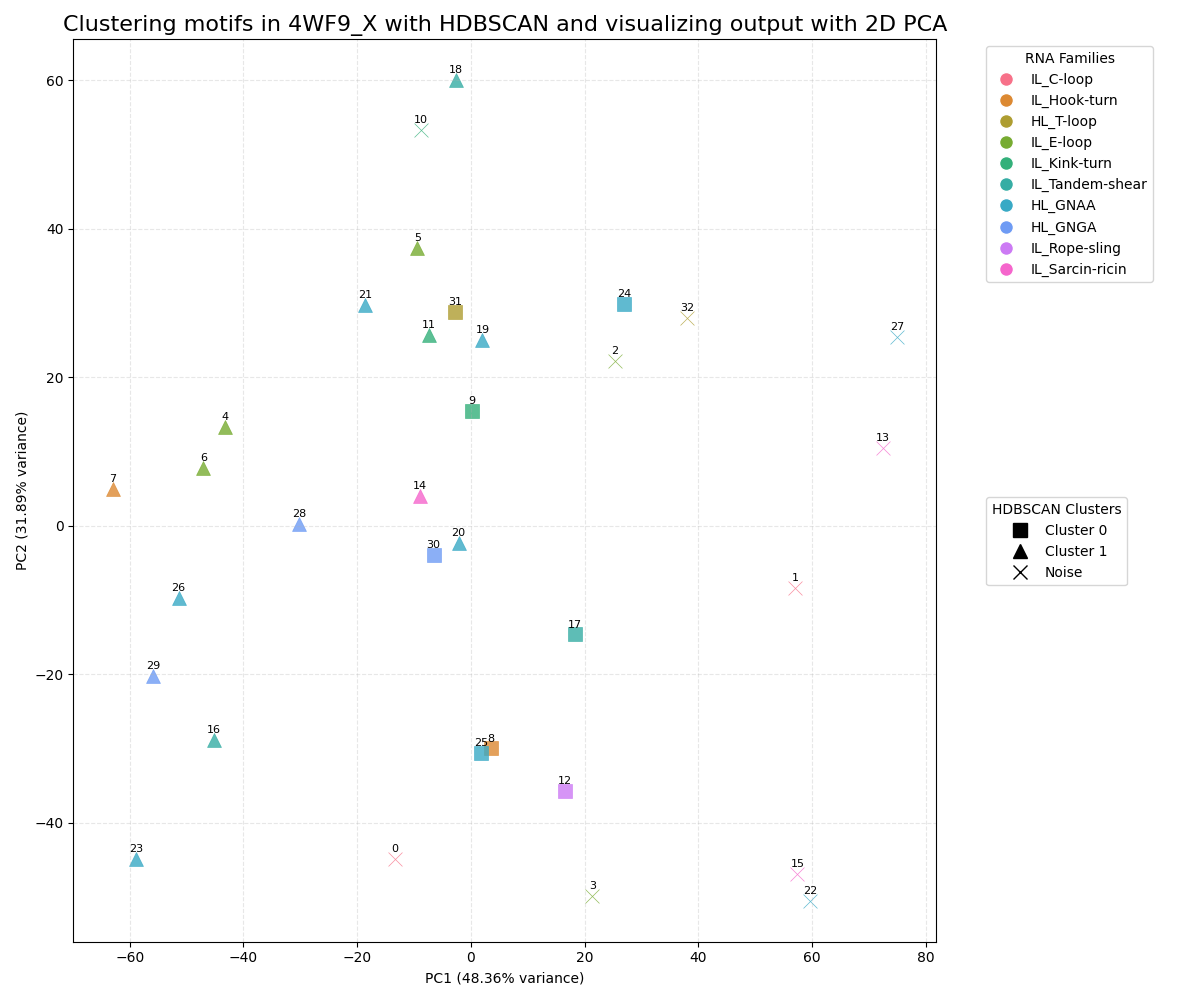 Clustering motifs in 4WF9_X with HDBSCAN and visualizing output with 2D PCA
RNA Families
IL_C-loop
IL_Hook-turn
HL_T-loop
IL_E-loop
IL_Kink-turn
IL_Tandem-shear
HL_GNAA
HL_GNGA
IL_Rope-sling
IL_Sarcin-ricin
HDBSCAN Clusters
Cluster 0
Cluster 1
Noise
PC2 (31.89% variance)
60
40
20
0
−20
−40
18
10
5
21
31
24
32
11
19
27
2
9
4
13
6
7
14
28
20
30
1
26
17
29
16
25
8
12
23
0
15
3
22
−60
−40
−20
0
20
40
60
80
PC1 (48.36% variance)